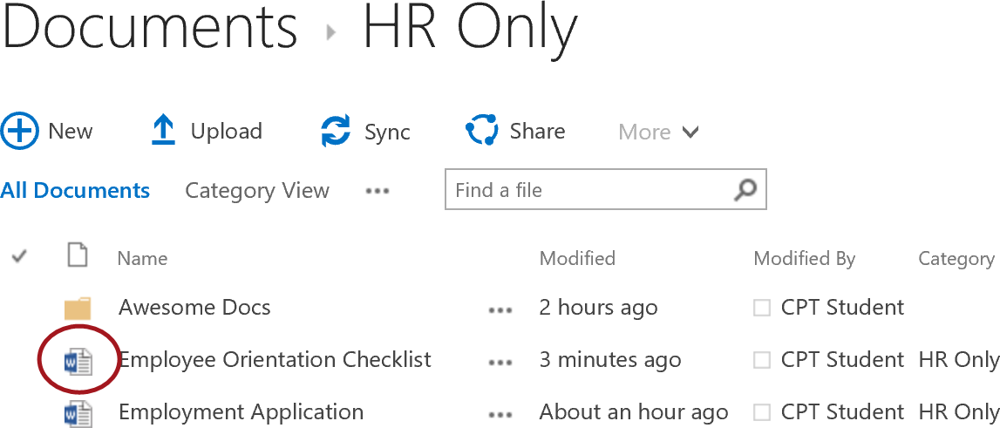 Documents ▸ HR Only
New Upload Sync Share More
All Documents Category View ••• Find a file
Name Modified Modified By Category
Awesome Docs ••• 2 hours ago CPT Student
W Employee Orientation Checklist ••• 3 minutes ago CPT Student HR Only
W Employment Application ••• About an hour ago CPT Student HR Only